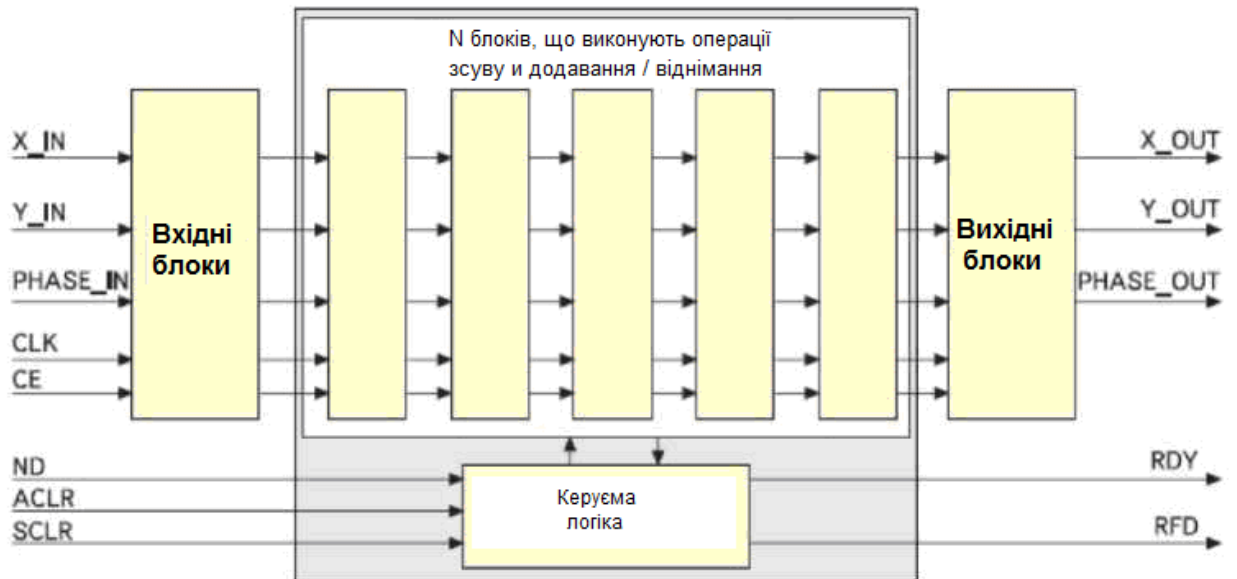 N блоків, що виконують операції
зсуву и додавання / віднімання
X_IN
Y_IN
PHASE_IN
CLK
CE
Вхідні
блоки
Вихідні
блоки
X_OUT
Y_OUT
PHASE_OUT
ND
ACLR
SCLR
Керуєма
логіка
RDY
RFD